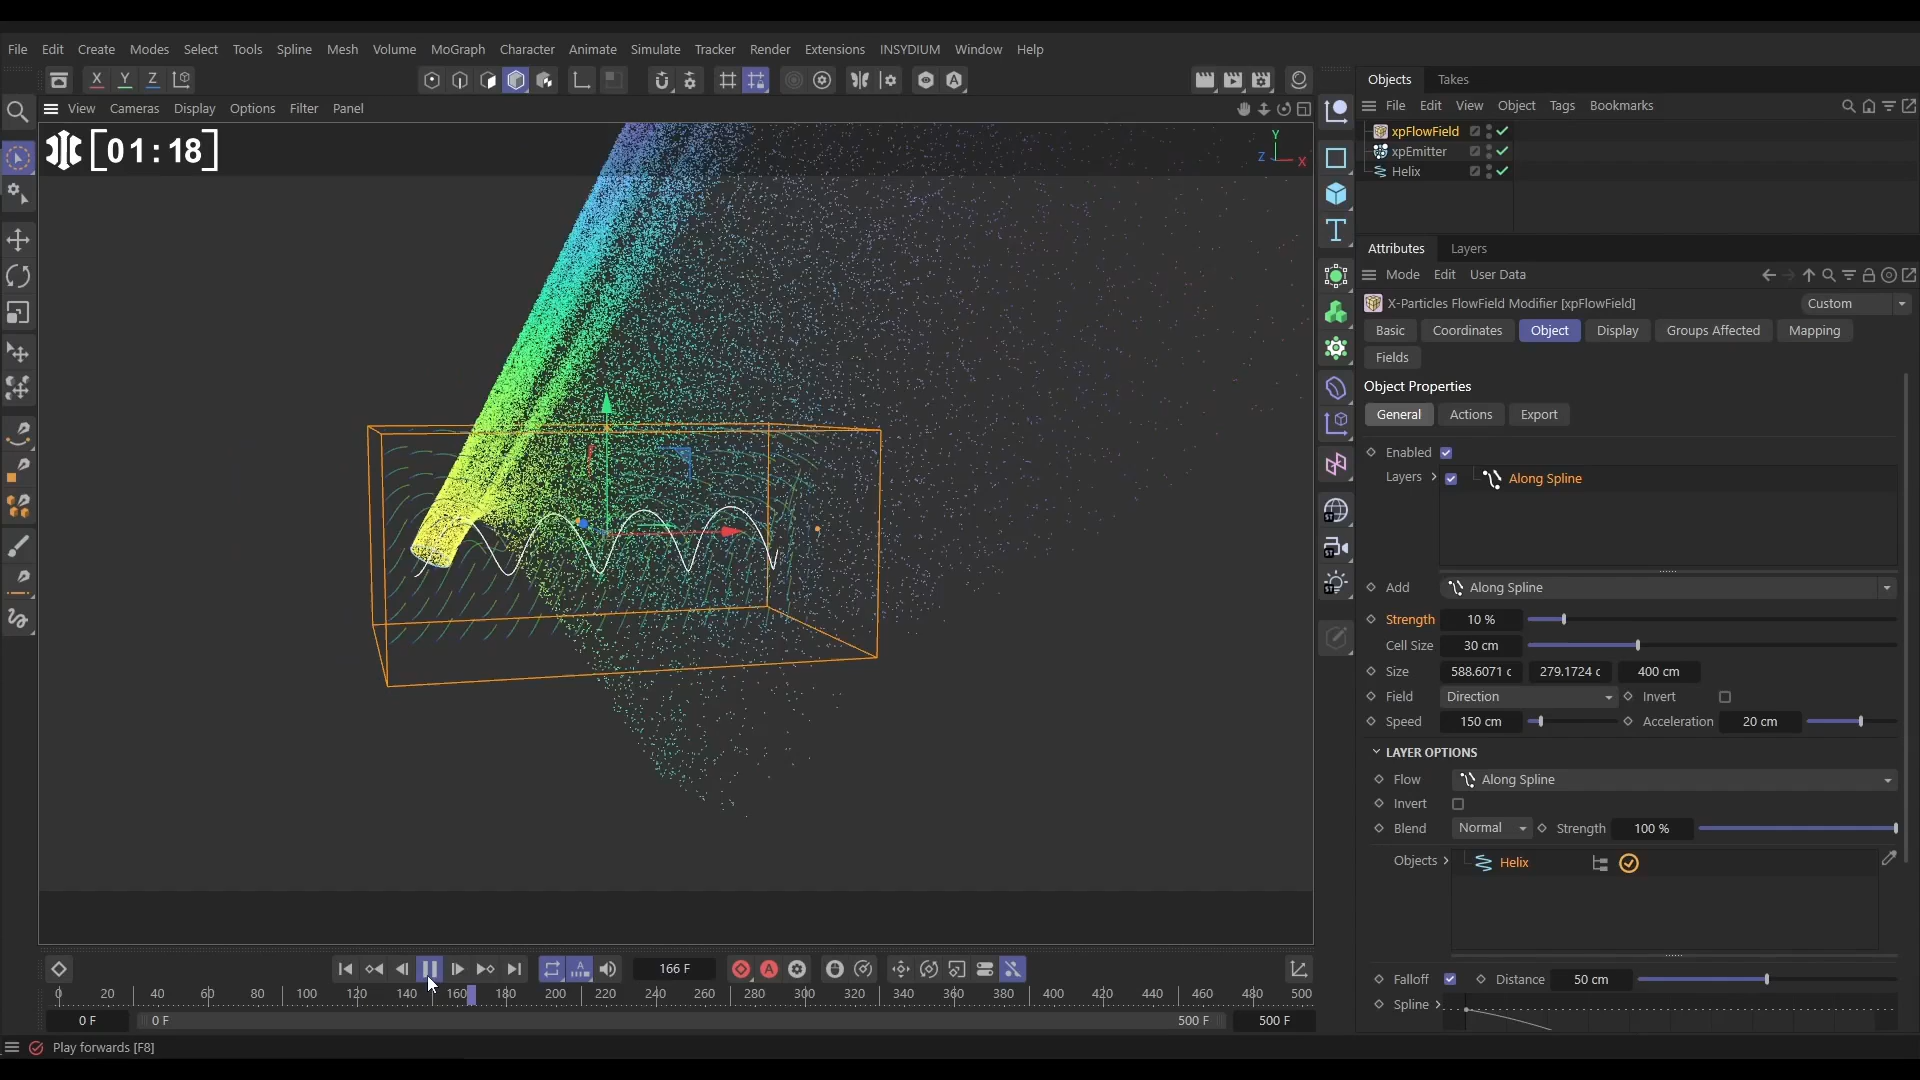 File Edit Create Modes Select Tools Spline Mesh Volume MoGraph Character Animate Simulate Tracker Render Extensions INSYDIUM Window Help
X Y Z
View Cameras Display Options Filter Panel
[01:18]
Y
Z X
Objects Takes
File Edit View Object Tags Bookmarks
xpFlowField
xpEmitter
Helix
Attributes Layers
Mode Edit User Data
X-Particles FlowField Modifier [xpFlowField] Custom
Basic Coordinates Object Display Groups Affected Mapping
Fields
Object Properties
General Actions Export
Enabled
Layers Along Spline
Add Along Spline
Strength 10 %
Cell Size 30 cm
Size 588.6071 c 279.1724 c 400 cm
Field Direction Invert
Speed 150 cm Acceleration 20 cm
LAYER OPTIONS
Flow Along Spline
Invert
Blend Normal Strength 100 %
Objects Helix
Falloff Distance 50 cm
Spline
166 F
0 20 40 60 80 100 120 140 160 180 200 220 240 260 280 300 320 340 360 380 400 420 440 460 480 500
0 F 0 F 500 F 500 F
Play forwards [F8]